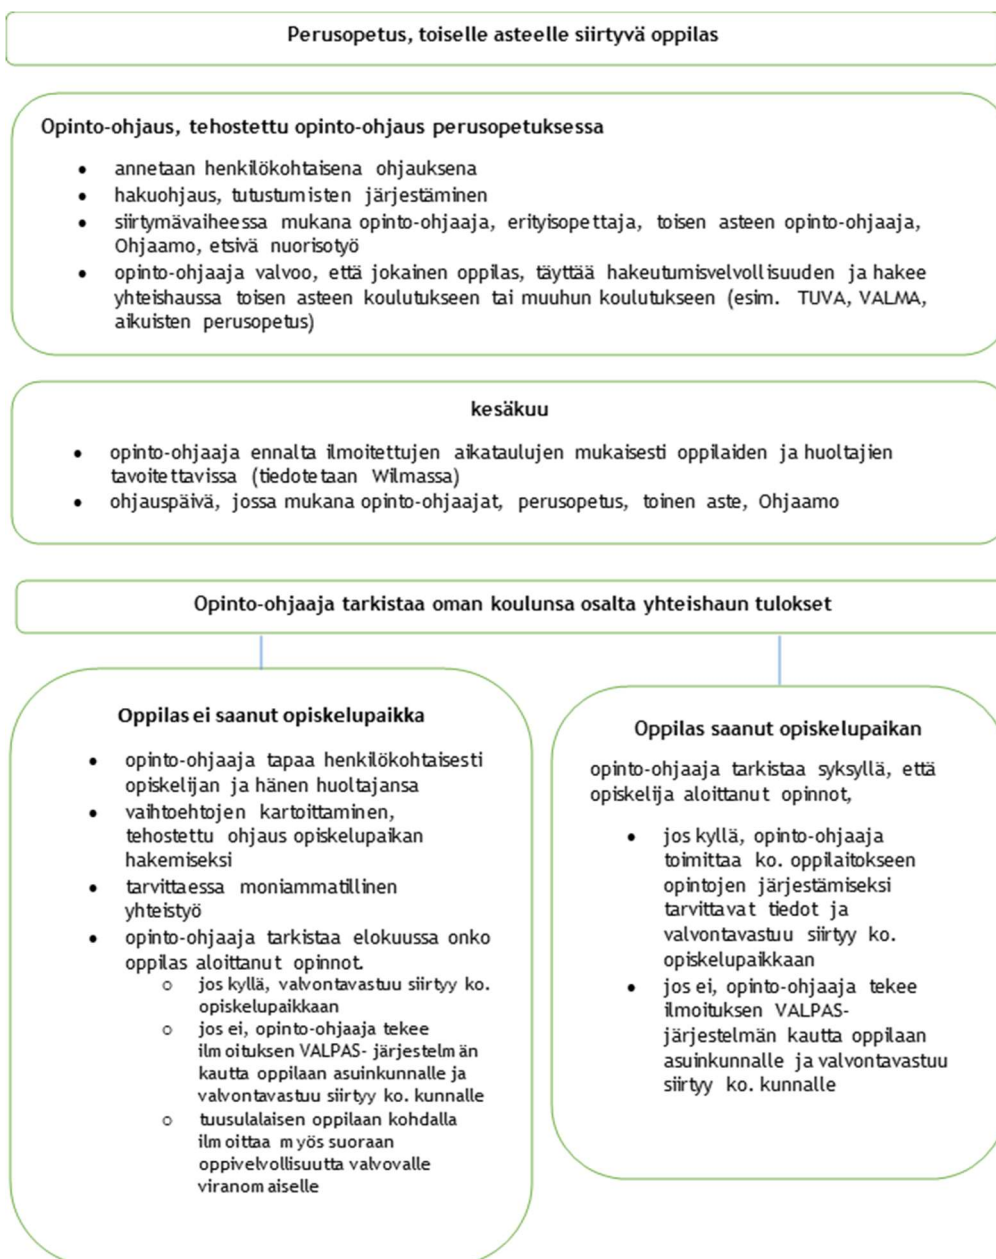 Perusopetus, toiselle asteelle siirtyvä oppilas
Opinto-ohjaus, tehostettu opinto-ohjaus perusopetuksessa
• annetaan henkilökohtaisena ohjauksena
• hakuohjaus, tutustumisten järjestäminen
• siirtymävaiheessa mukana opinto-ohjaaja, erityisopettaja, toisen asteen opinto-ohjaaja,
Ohjaamo, etsivä nuorisotyö
• opinto-ohjaaja valvoo, että jokainen oppilas, täyttää hakeutumisvelvollisuuden ja hakee
yhteishaussa toisen asteen koulutukseen tai muuhun koulutukseen (esim. TUVA, VALMA,
aikuisten perusopetus)
kesäkuu
• opinto-ohjaaja ennalta ilmoitettujen aikataulujen mukaisesti oppilaiden ja huoltajien
tavoitettavissa (tiedotetaan Wilmassa)
• ohjauspäivä, jossa mukana opinto-ohjaajat, perusopetus, toinen aste, Ohjaamo
Opinto-ohjaaja tarkistaa oman koulunsa osalta yhteishaun tulokset
Oppilas ei saanut opiskelupaikka
• opinto-ohjaaja tapaa henkilökohtaisesti
opiskelijan ja hänen huoltajansa
• vaihtoehtojen kartoittaminen,
tehostettu ohjaus opiskelupaikan
hakemiseksi
• tarvittaessa moniammatillinen
yhteistyö
• opinto-ohjaaja tarkistaa elokuussa onko
oppilas aloittanut opinnot.
o jos kyllä, valvontavastuu siirtyy ko.
opiskelupaikkaan
o jos ei, opinto-ohjaaja tekee
ilmoituksen VALPAS- järjestelmän
kautta oppilaan asuinkunnalle ja
valvontavastuu siirtyy ko. kunnalle
o tuusulalaisen oppilaan kohdalla
ilmoittaa myös suoraan
oppivelvollisuutta valvovalle
viranomaiselle
Oppilas saanut opiskelupaikan
opinto-ohjaaja tarkistaa syksyllä, että
opiskelija aloittanut opinnot,
• jos kyllä, opinto-ohjaaja
toimittaa ko. oppilaitokseen
opintojen järjestämiseksi
tarvittavat tiedot ja
valvontavastuu siirtyy ko.
opiskelupaikkaan
• jos ei, opinto-ohjaaja tekee
ilmoituksen VALPAS-
järjestelmän kautta oppilaan
asuinkunnalle ja valvontavastuu
siirtyy ko. kunnalle